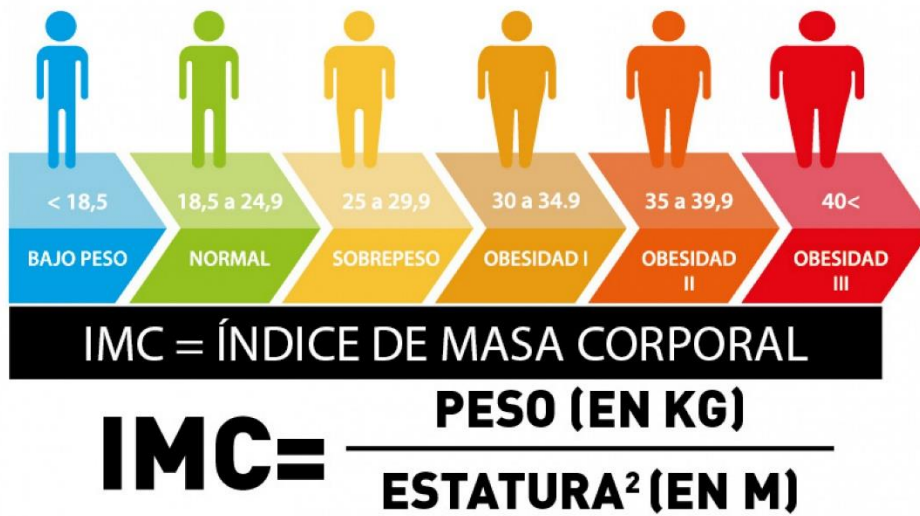 < 18,5
18,5 a 24,9
25 a 29,9
30 a 34.9
35 a 39,9
40<
BAJO PESO
NORMAL
SOBREPESO
OBESIDAD I
OBESIDAD
II
OBESIDAD
III
IMC = ÍNDICE DE MASA CORPORAL
IMC= PESO (EN KG)
ESTATURA² (EN M)